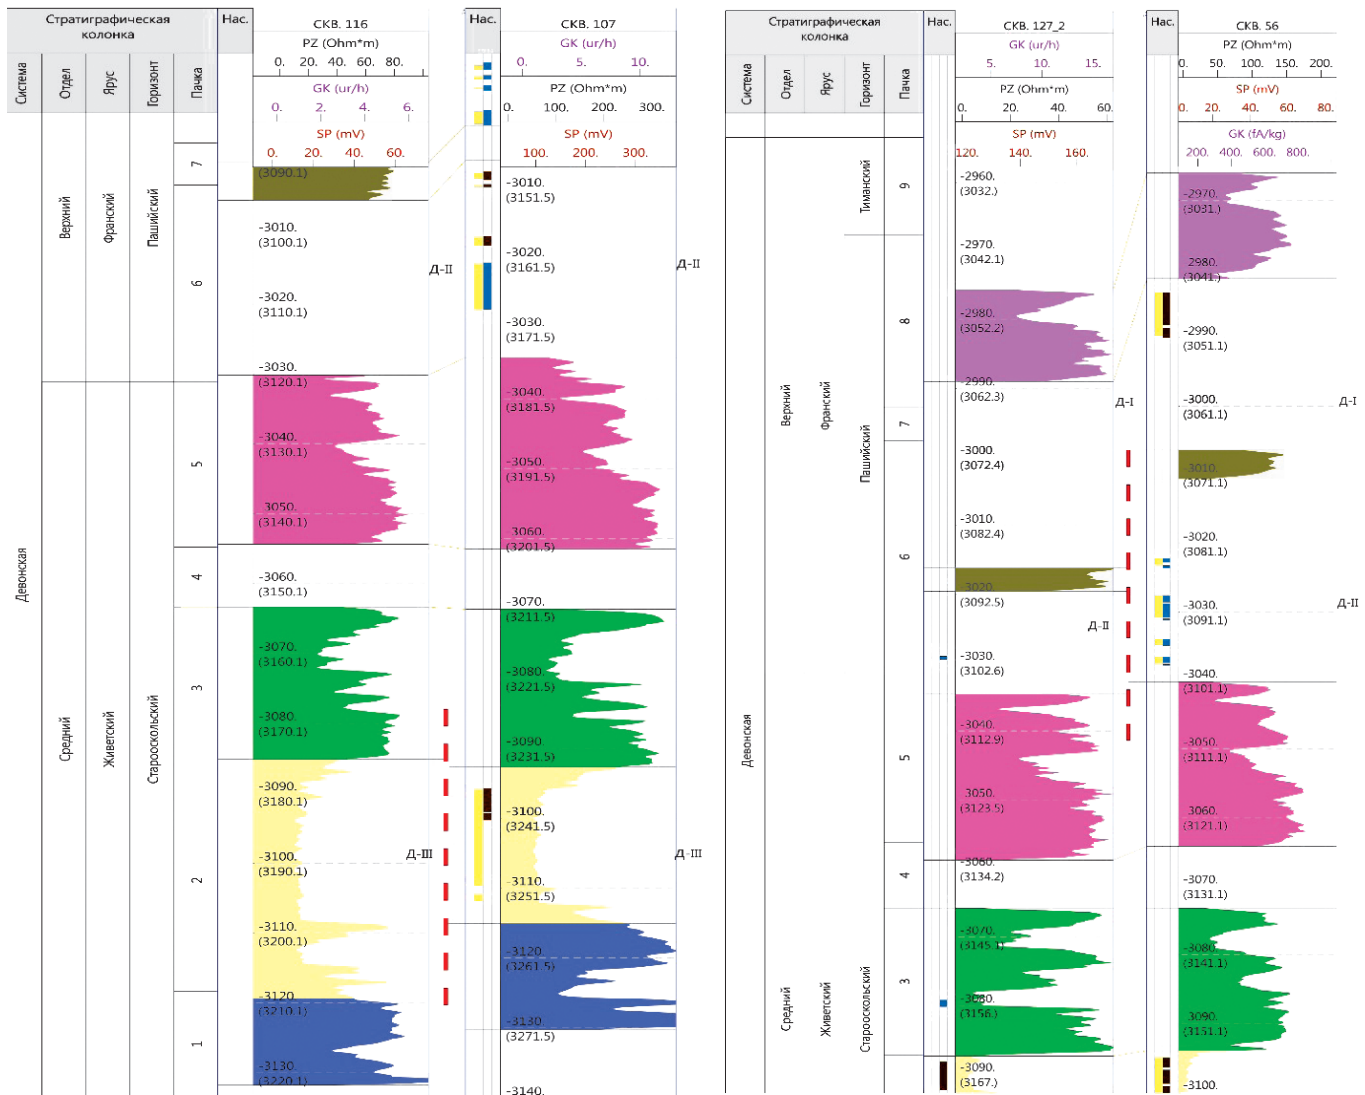 Стратиграфическая
колонка
Нас.
СКВ. 116
Нас.
СКВ. 107
Система
Отдел
Ярус
Горизонт
Пачка
PZ (Ohm*m)
0. 20. 40. 60. 80.
GK (ur/h)
0. 2. 4. 6.
SP (mV)
0. 20. 40. 60.
GK (ur/h)
0. 5. 10.
PZ (Ohm*m)
0. 100. 200. 300.
SP (mV)
100. 300.
Девонская
Верхний
Франский
Пашийский
7
6
Средний
Живетский
Старооскольский
5
4
3
2
1
(3090.1)
-3010.
(3100.1)
-3020.
(3110.1)
-3030.
(3120.1)
-3040.
(3130.1)
-3050.
(3140.1)
-3060.
(3150.1)
-3070.
(3160.1)
-3080.
(3170.1)
-3090.
(3180.1)
-3100.
(3190.1)
-3110.
(3200.1)
-3120.
(3210.1)
-3130.
(3220.1)
Д-II
Д-III
-3010.
(3151.5)
-3020.
(3161.5)
-3030.
(3171.5)
-3040.
(3181.5)
-3050.
(3191.5)
-3060.
(3201.5)
-3070.
(3211.5)
-3080.
(3221.5)
-3090.
(3231.5)
-3100.
(3241.5)
-3110.
(3251.5)
-3120.
(3261.5)
-3130.
(3271.5)
-3140.
Д-II
Д-III
Стратиграфическая
колонка
Нас.
СКВ. 127_2
Нас.
СКВ. 56
Система
Отдел
Ярус
Горизонт
Пачка
GK (ur/h)
5. 10. 15.
PZ (Ohm*m)
0. 20. 40. 60.
SP (mV)
120. 140. 160.
PZ (Ohm*m)
0. 50. 100. 150. 200.
SP (mV)
0. 20. 40. 60. 80.
GK (fA/kg)
200. 400. 600. 800.
Девонская
Верхний
Франский
Тиманский
Пашийский
9
8
7
6
Средний
Живетский
Старооскольский
5
4
3
-2960.
(3032.)
-2970.
(3042.1)
-2980.
(3052.2)
-2990.
(3062.3)
-3000.
(3072.4)
-3010.
(3082.4)
-3020.
(3092.5)
-3030.
(3102.6)
-3040.
(3112.9)
-3050.
(3123.5)
-3060.
(3134.2)
-3070.
(3145.1)
-3080.
(3156.)
-3090.
(3167.)
Д-I
Д-II
-2970.
(3031.)
-2980.
(3041.)
-2990.
(3051.1)
-3000.
(3061.1)
-3010.
(3071.1)
-3020.
(3081.1)
-3030.
(3091.1)
-3040.
(3101.1)
-3050.
(3111.1)
-3060.
(3121.1)
-3070.
(3131.1)
-3080.
(3141.1)
-3090.
(3151.1)
-3100.
Д-I
Д-II